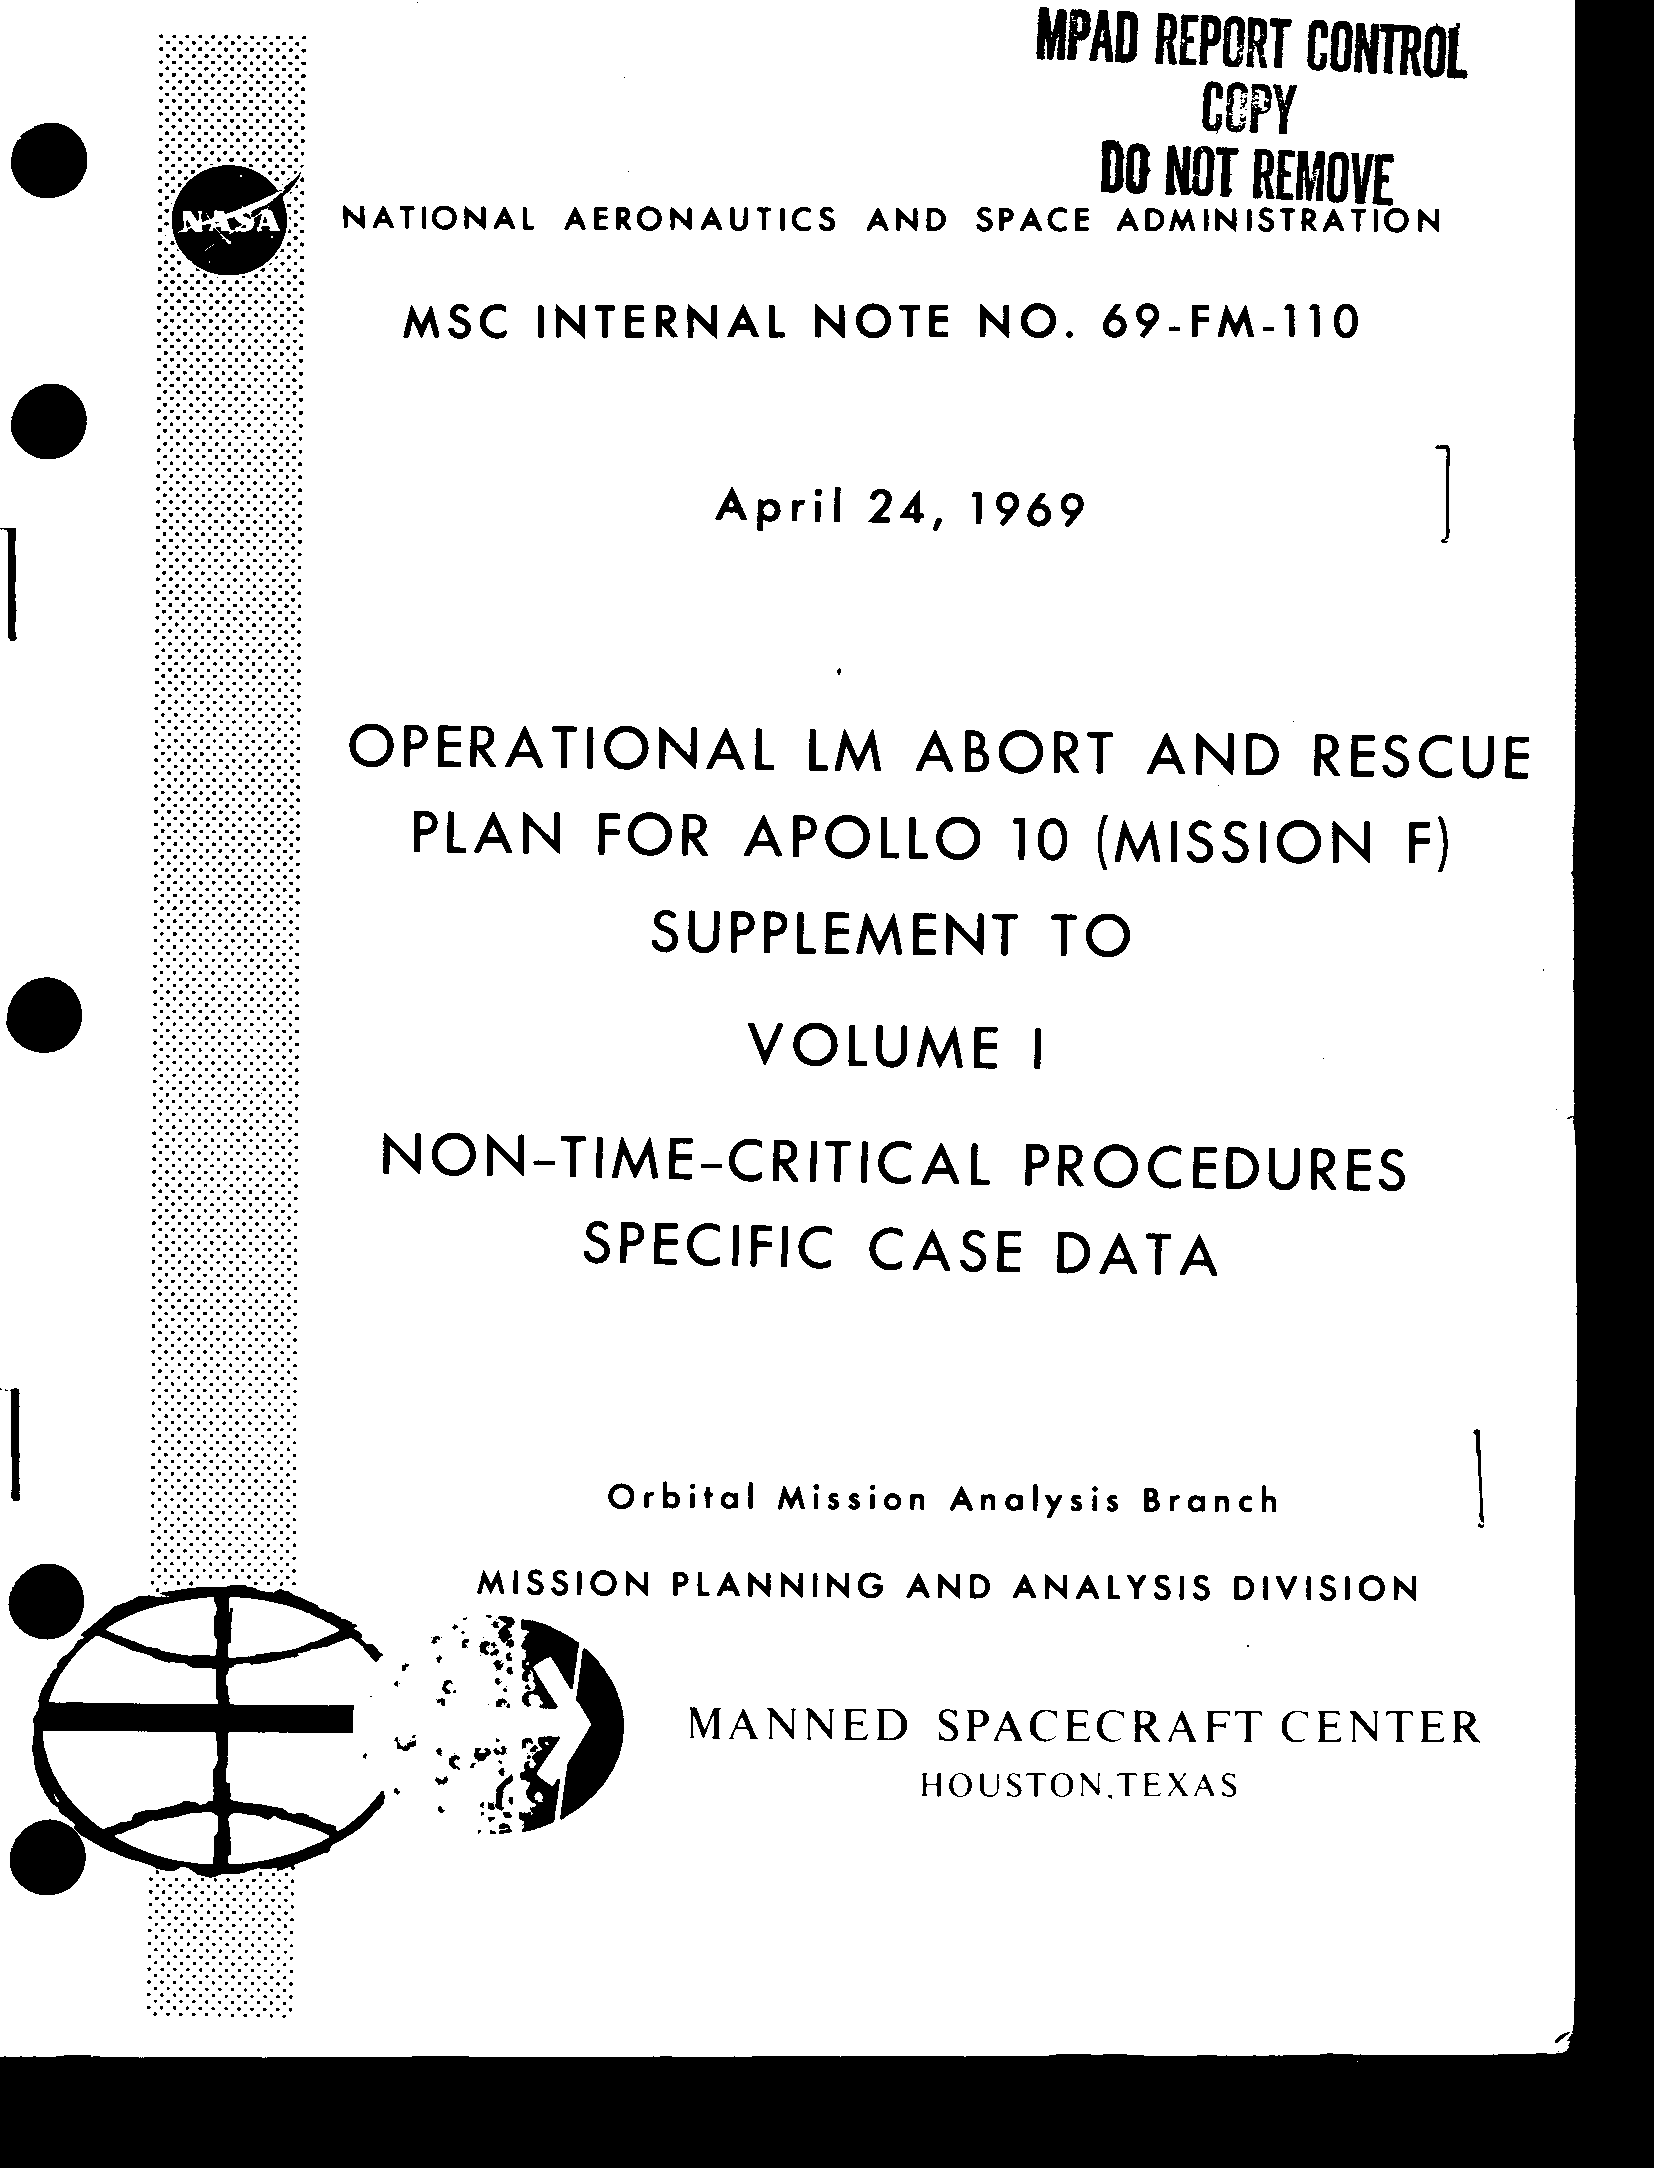 MPAD REPORT CONTROL
COPY
DO NOT REMOVE
NASA
NATIONAL AERONAUTICS AND SPACE ADMINISTRATION
MSC INTERNAL NOTE NO. 69-FM-110
April 24, 1969
OPERATIONAL LM ABORT AND RESCUE
PLAN FOR APOLLO 10 (MISSION F)
SUPPLEMENT TO
VOLUME I
NON-TIME-CRITICAL PROCEDURES
SPECIFIC CASE DATA
Orbital Mission Analysis Branch
MISSION PLANNING AND ANALYSIS DIVISION
MANNED SPACECRAFT CENTER
HOUSTON, TEXAS